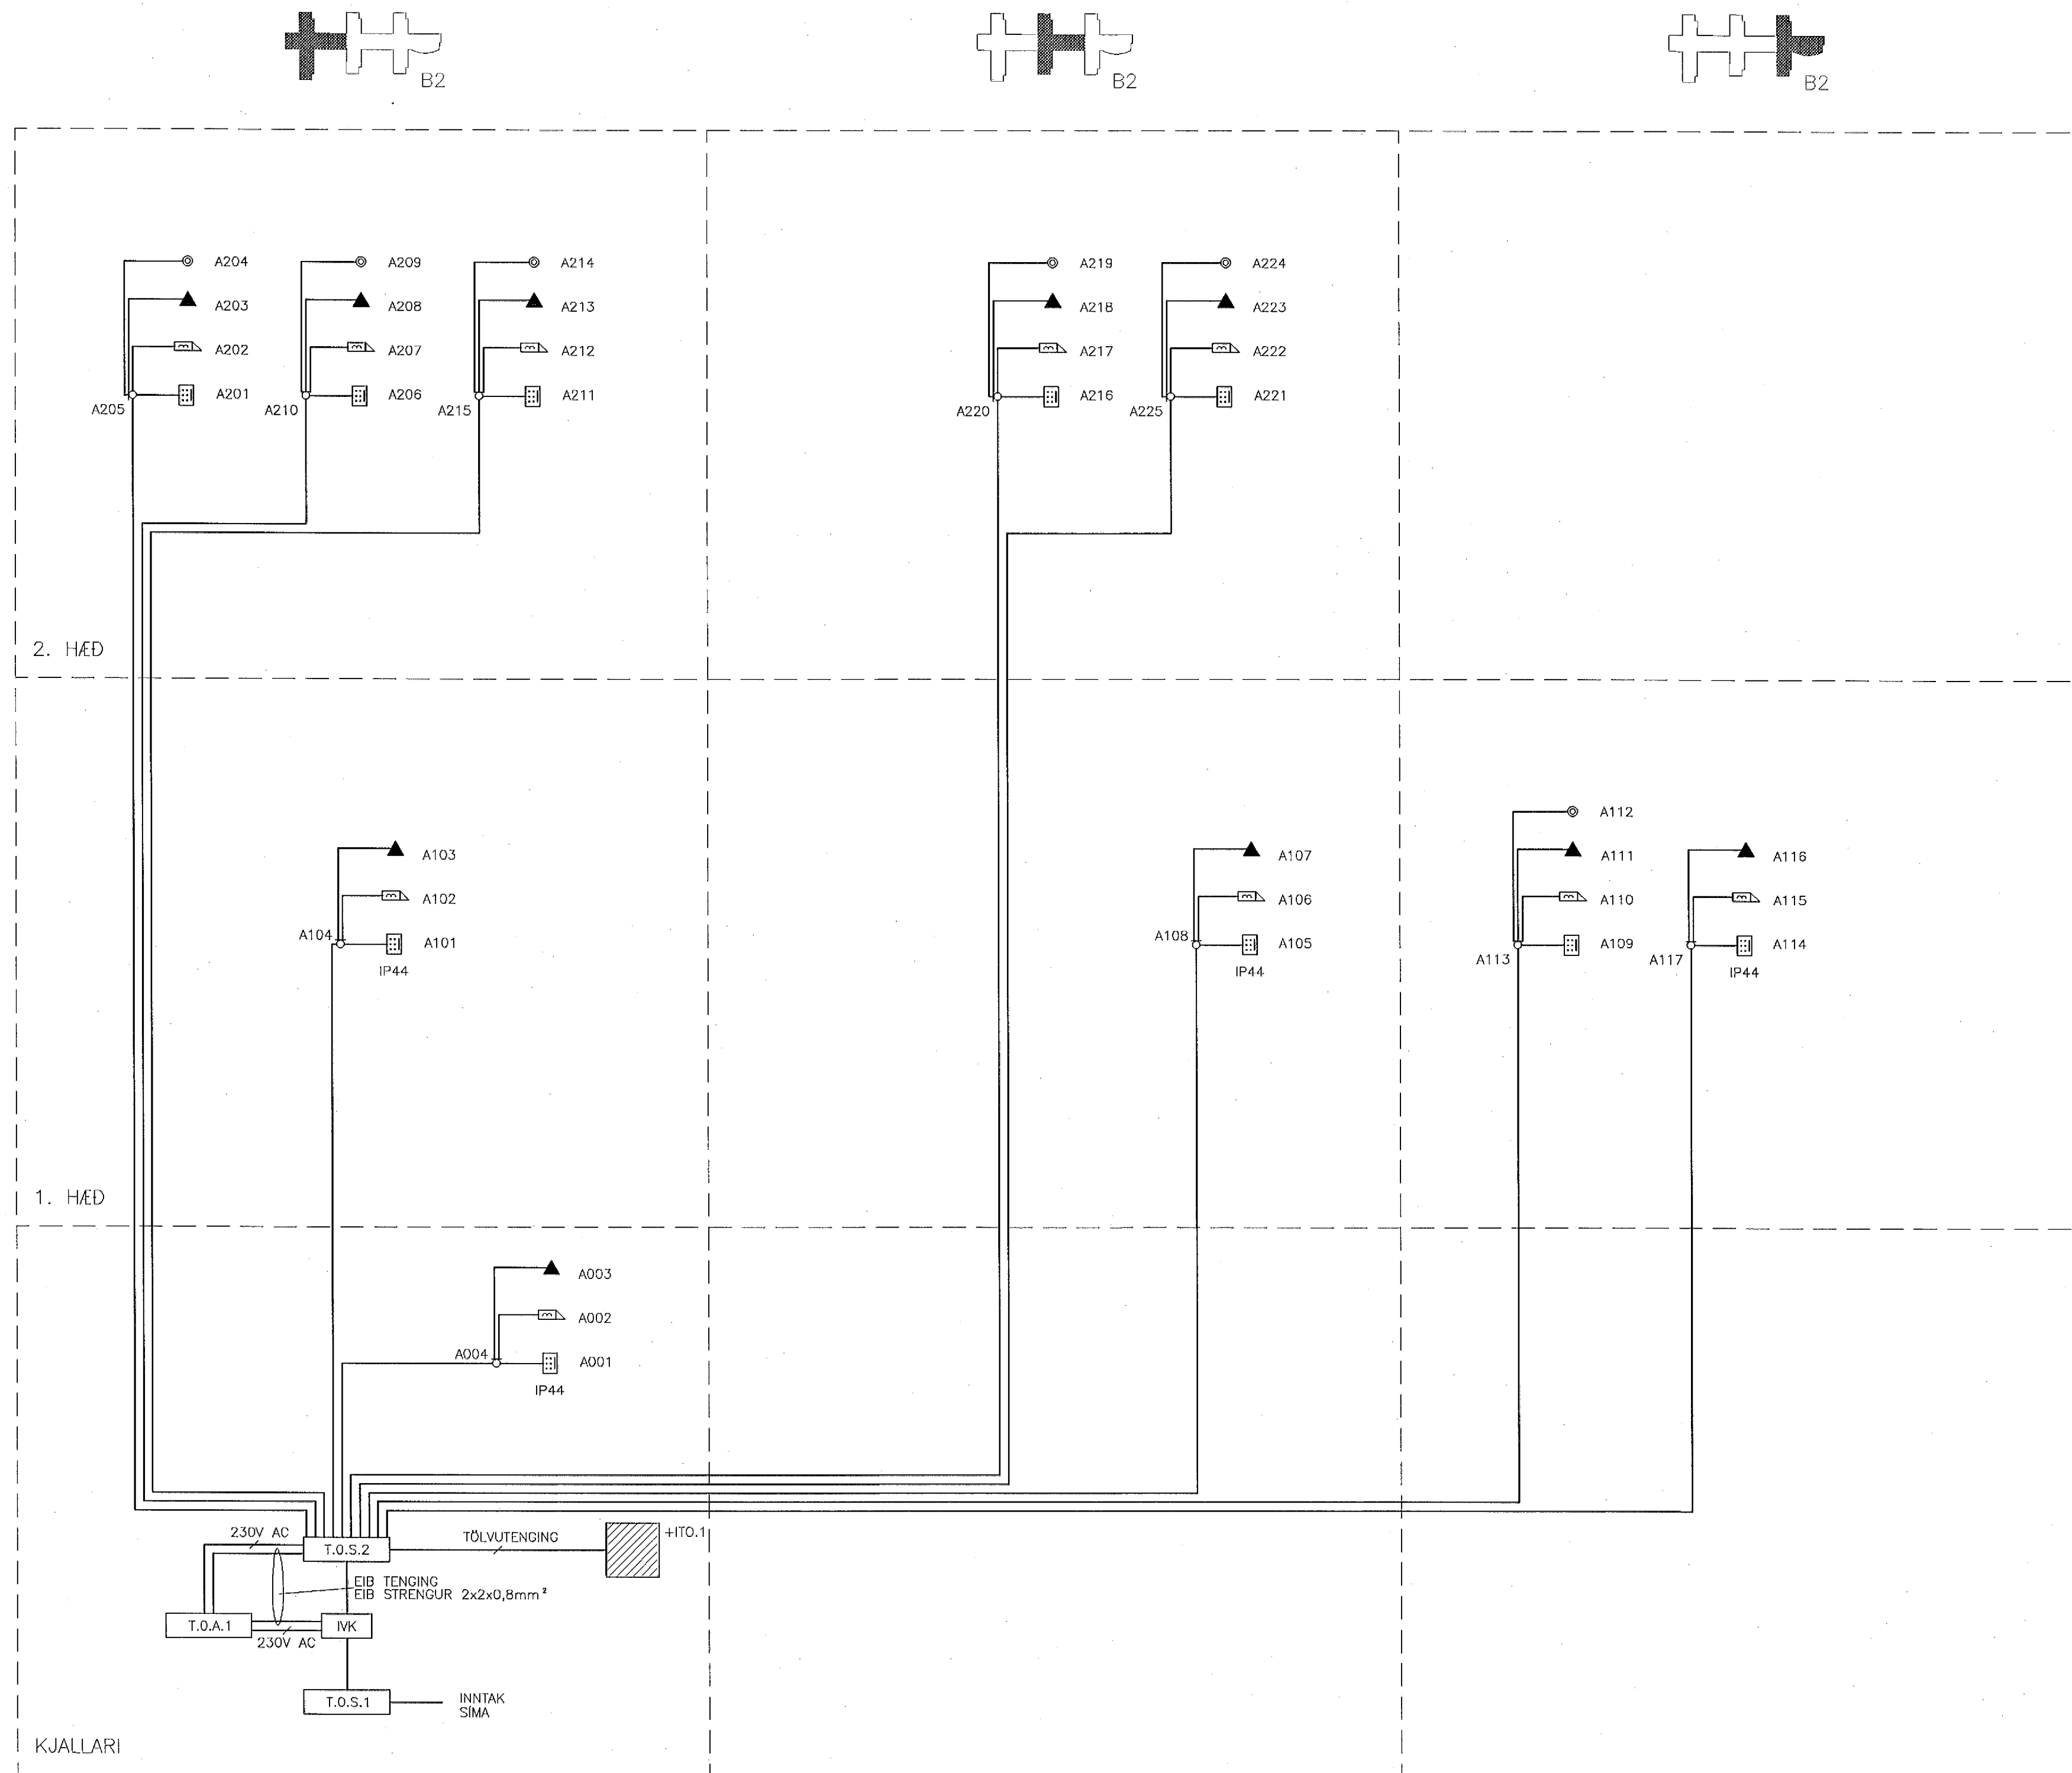 B2
B2
B2
A204
A203
A202
A201
A205
A209
A208
A207
A206
A210
A214
A213
A212
A211
A215
A219
A218
A217
A216
A220
A224
A223
A222
A221
A225
2. HÆÐ
A103
A102
A104
A101
IP44
A107
A106
A108
A105
IP44
A112
A111
A110
A109
A113
A116
A115
A114
A117
IP44
1. HÆÐ
A003
A002
A004
A001
IP44
230V AC
T.O.S.2
TÖLVUTENGING
+ITO.1
EIB TENGING
EIB STRENGUR 2x2x0,8mm²
T.O.A.1
IVK
230V AC
T.O.S.1
INNTAK
SÍMA
KJALLARI